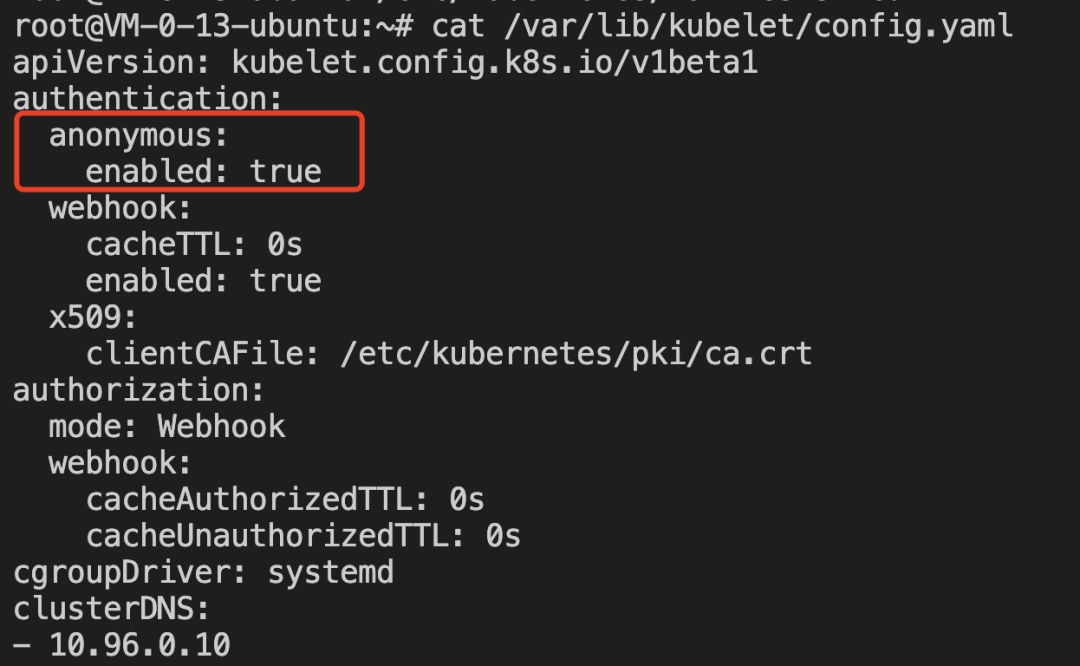 root@VM-0-13-ubuntu:~# cat /var/lib/kubelet/config.yaml
apiVersion: kubelet.config.k8s.io/v1beta1
authentication:
  anonymous:
    enabled: true
  webhook:
    cacheTTL: 0s
    enabled: true
  x509:
    clientCAFile: /etc/kubernetes/pki/ca.crt
authorization:
  mode: Webhook
  webhook:
    cacheAuthorizedTTL: 0s
    cacheUnauthorizedTTL: 0s
cgroupDriver: systemd
clusterDNS:
- 10.96.0.10